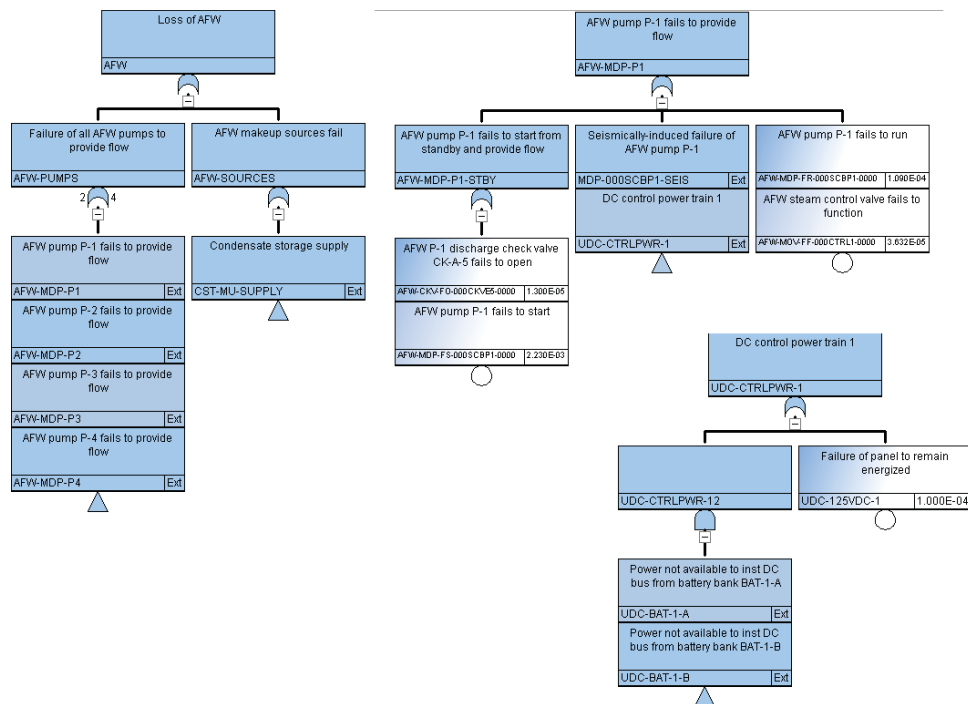 Loss of AFW
AFW
Failure of all AFW pumps to
provide flow
AFW-PUMPS
2 4
AFW makeup sources fail
AFW-SOURCES
AFW pump P-1 fails to provide
flow
AFW-MDP-P1 Ext
AFW pump P-2 fails to provide
flow
AFW-MDP-P2 Ext
AFW pump P-3 fails to provide
flow
AFW-MDP-P3 Ext
AFW pump P-4 fails to provide
flow
AFW-MDP-P4 Ext
Condensate storage supply
CST-MU-SUPPLY Ext
AFW pump P-1 fails to provide
flow
AFW-MDP-P1
AFW pump P-1 fails to start from
standby and provide flow
AFW-MDP-P1-STBY
Seismically-induced failure of
AFW pump P-1
MDP-000SCBP1-SEIS Ext
DC control power train 1
UDC-CTRLPWR-1 Ext
AFW pump P-1 fails to run
AFW-MDP-FR-000SCBP1-0000 1.090E-04
AFW steam control valve fails to
function
AFW-MOV-FF-000CTRL1-0000 3.632E-05
AFW P-1 discharge check valve
CK-A-5 fails to open
AFW-CKV-FO-000CKVE5-0000 1.300E-05
AFW pump P-1 fails to start
AFW-MDP-FS-000SCBP1-0000 2.230E-03
DC control power train 1
UDC-CTRLPWR-1
UDC-CTRLPWR-12
Failure of panel to remain
energized
UDC-125VDC-1 1.000E-04
Power not available to inst DC
bus from battery bank BAT-1-A
UDC-BAT-1-A Ext
Power not available to inst DC
bus from battery bank BAT-1-B
UDC-BAT-1-B Ext